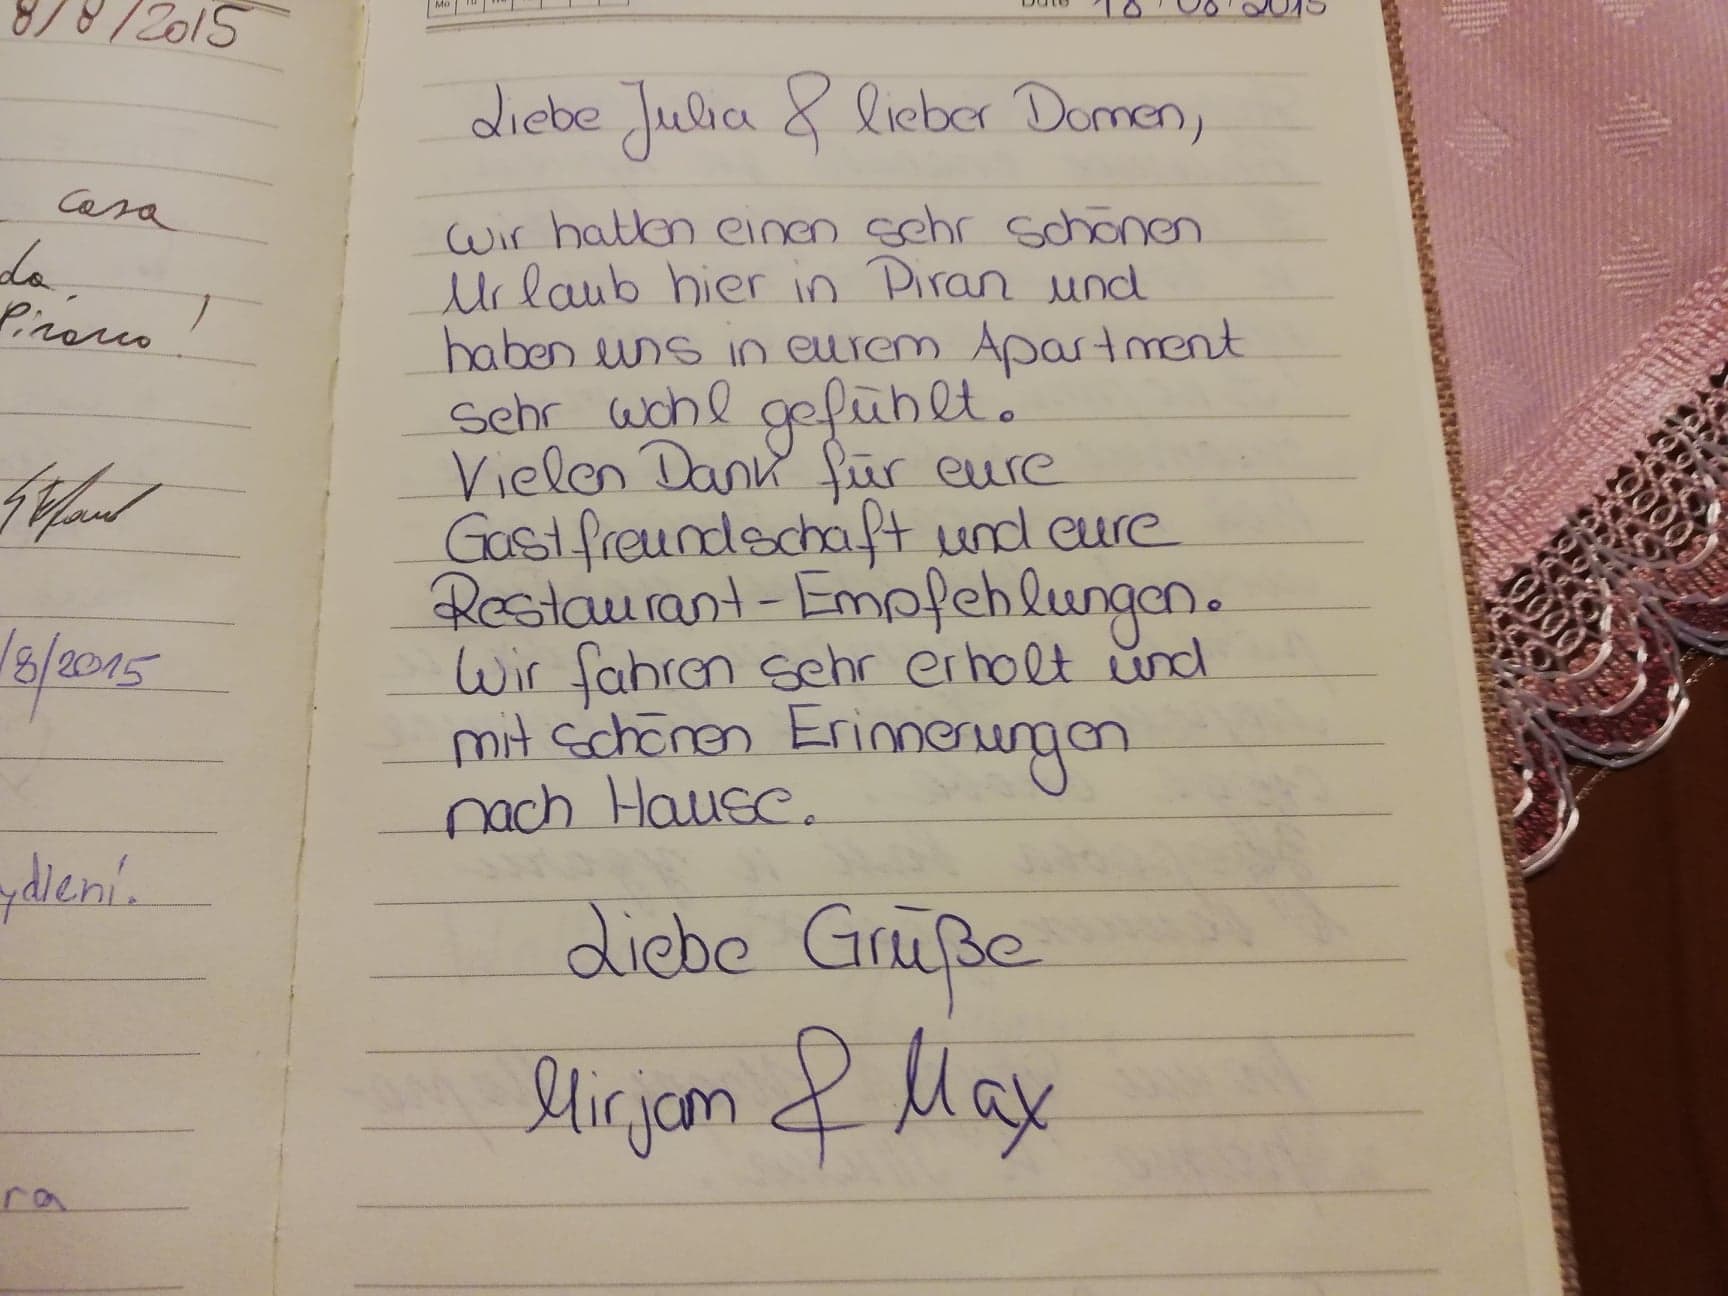 8/8/2015
casa
da
Pirano!
/8/2015
ydlení.
ra
Date 18/08/2015
Liebe Julia & lieber Domen,
wir hatten einen sehr schönen
Urlaub hier in Piran und
haben uns in eurem Apartment
sehr wohl gefühlt.
Vielen Dank für eure
Gastfreundschaft und eure
Restaurant-Empfehlungen.
Wir fahren sehr erholt und
mit schönen Erinnerungen
nach Hause.
Liebe Grüße
Mirjam & Max